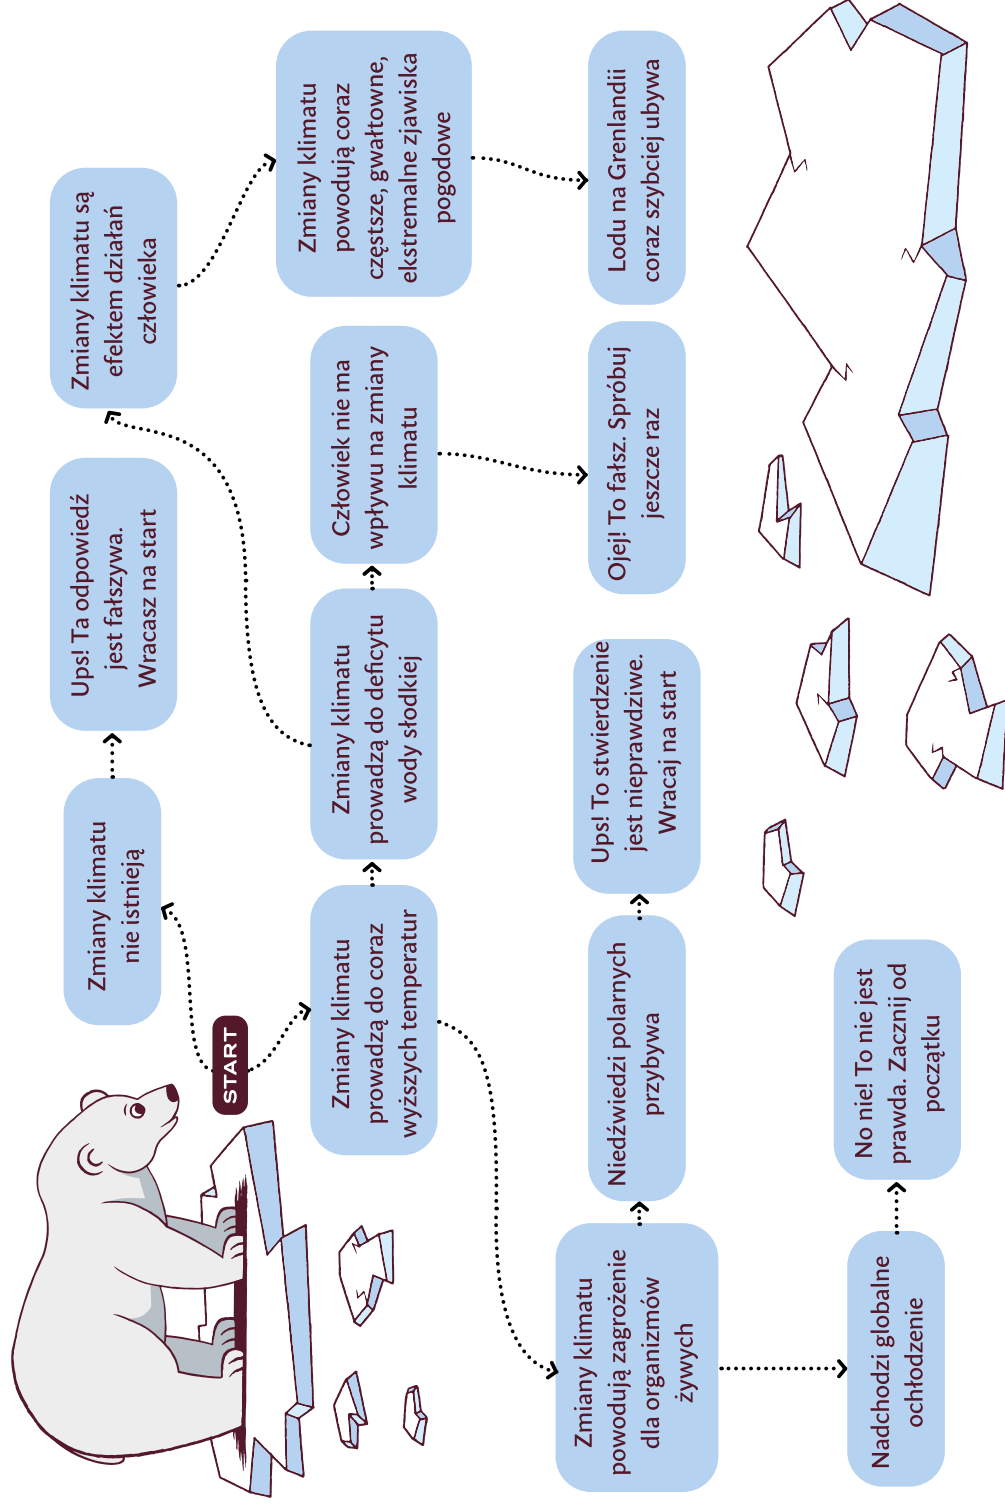 START
Zmiany klimatu
nie istnieją
Ups! Ta odpowiedź
jest fałszywa.
Wracasz na start
Zmiany klimatu
prowadzą do coraz
wyższych temperatur
Zmiany klimatu
prowadzą do deficytu
wody słodkiej
Zmiany klimatu są
efektem działań
człowieka
Zmiany klimatu
powodują coraz
częstsze, gwałtowne,
ekstremalne zjawiska
pogodowe
Lodu na Grenlandii
coraz szybciej ubywa
Człowiek nie ma
wpływu na zmiany
klimatu
Ojej! To fałsz. Spróbuj
jeszcze raz
Zmiany klimatu
powodują zagrożenie
dla organizmów
żywych
Niedźwiedzi polarnych
przybywa
Ups! To stwierdzenie
jest nieprawdziwe.
Wracaj na start
Nadchodzi globalne
ochłodzenie
No nie! To nie jest
prawda. Zacznij od
początku